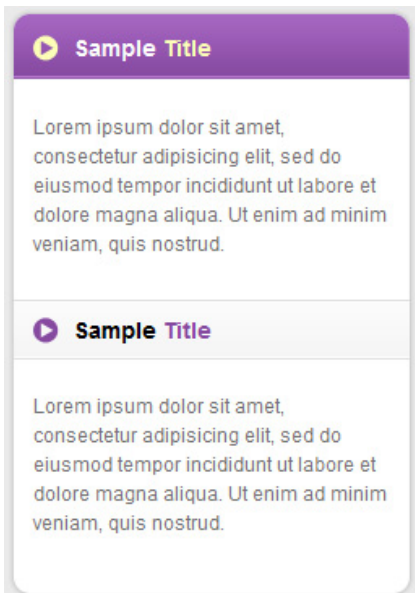 Sample Title
Lorem ipsum dolor sit amet,
consectetur adipisicing elit, sed do
eiusmod tempor incididunt ut labore et
dolore magna aliqua. Ut enim ad minim
veniam, quis nostrud.
Sample Title
Lorem ipsum dolor sit amet,
consectetur adipisicing elit, sed do
eiusmod tempor incididunt ut labore et
dolore magna aliqua. Ut enim ad minim
veniam, quis nostrud.